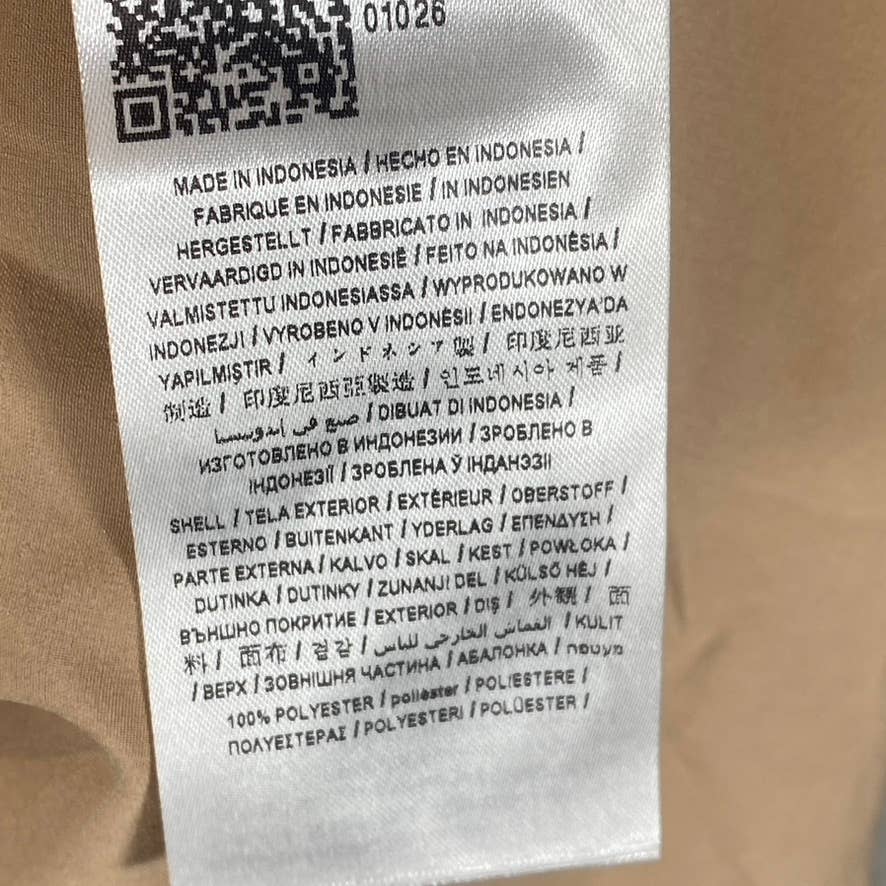 01026
MADE IN INDONESIA / HECHO EN INDONESIA /
FABRIQUE EN INDONESIE / IN INDONESIEN
HERGESTELLT / FABBRICATO IN INDONESIA /
VERVAARDIGD IN INDONESIË / FEITO NA INDONÉSIA /
VALMISTETTU INDONESIASSA / WYPRODUKOWANO W
INDONEZJI / VYROBENO V INDONÉSII / ENDONEZYA'DA
YAPILMIŞTIR / インドネシア製 / 印度尼西亚
制造 / 印度尼西亞製造 / 인도네시아 제품 /
صنع في اندونيسيا / DIBUAT DI INDONESIA /
ИЗГОТОВЛЕНО В ИНДОНЕЗИИ / ЗРОБЛЕНО В
ІНДОНЕЗІЇ / ЗРОБЛЕНА Ў ІНДАНЭЗІІ
SHELL / TELA EXTERIOR / EXTÉRIEUR / OBERSTOFF /
ESTERNO / BUITENKANT / YDERLAG / ΕΠΕΝΔΥΣΗ /
PARTE EXTERNA / KALVO / SKAL / KEST / POWŁOKA /
DUTINKA / DUTINKY / ZUNANJI DEL / KÜLSŐ HÉJ /
ВЪНШНО ПОКРИТИЕ / EXTERIOR / DIŞ / 外観 / 面
料 / 面布 / 겉감 / القماش الخارجي للباس / KULIT
/ ВЕРХ / ЗОВНІШНЯ ЧАСТИНА / АБАЛОНКА / מעטפת
100% POLYESTER / poliéster / POLIESTERE /
ΠΟΛΥΕΣΤΕΡΑΣ / POLYESTERI / POLÜESTER /